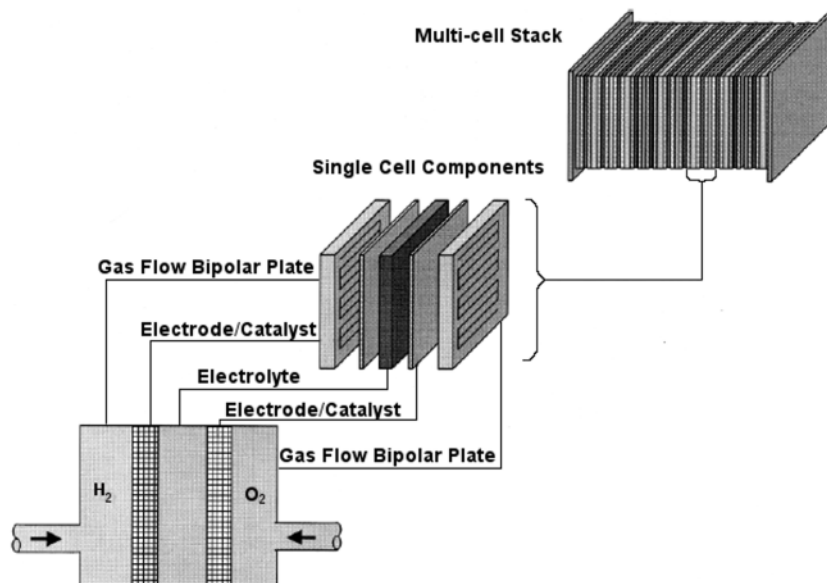 Multi-cell Stack
Single Cell Components
Gas Flow Bipolar Plate
Electrode/Catalyst
Electrolyte
Electrode/Catalyst
Gas Flow Bipolar Plate
H₂
O₂